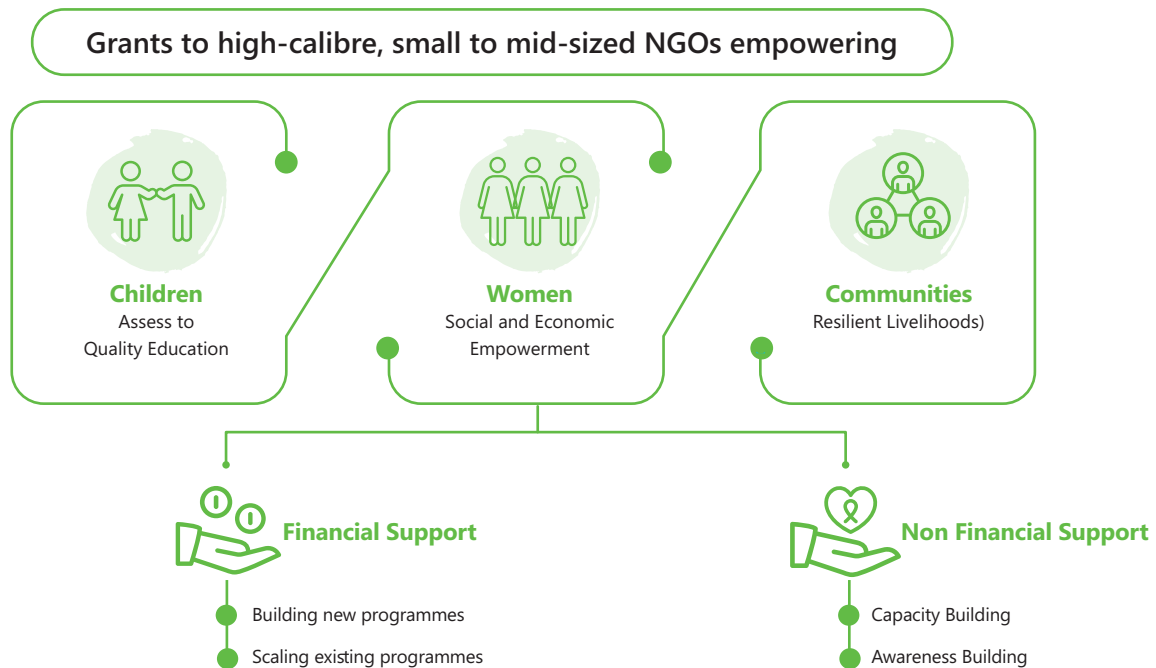 Grants to high-calibre, small to mid-sized NGOs empowering
Children
Assess to
Quality Education
Women
Social and Economic
Empowerment
Communities
Resilient Livelihoods)
Financial Support
Building new programmes
Scaling existing programmes
Non Financial Support
Capacity Building
Awareness Building